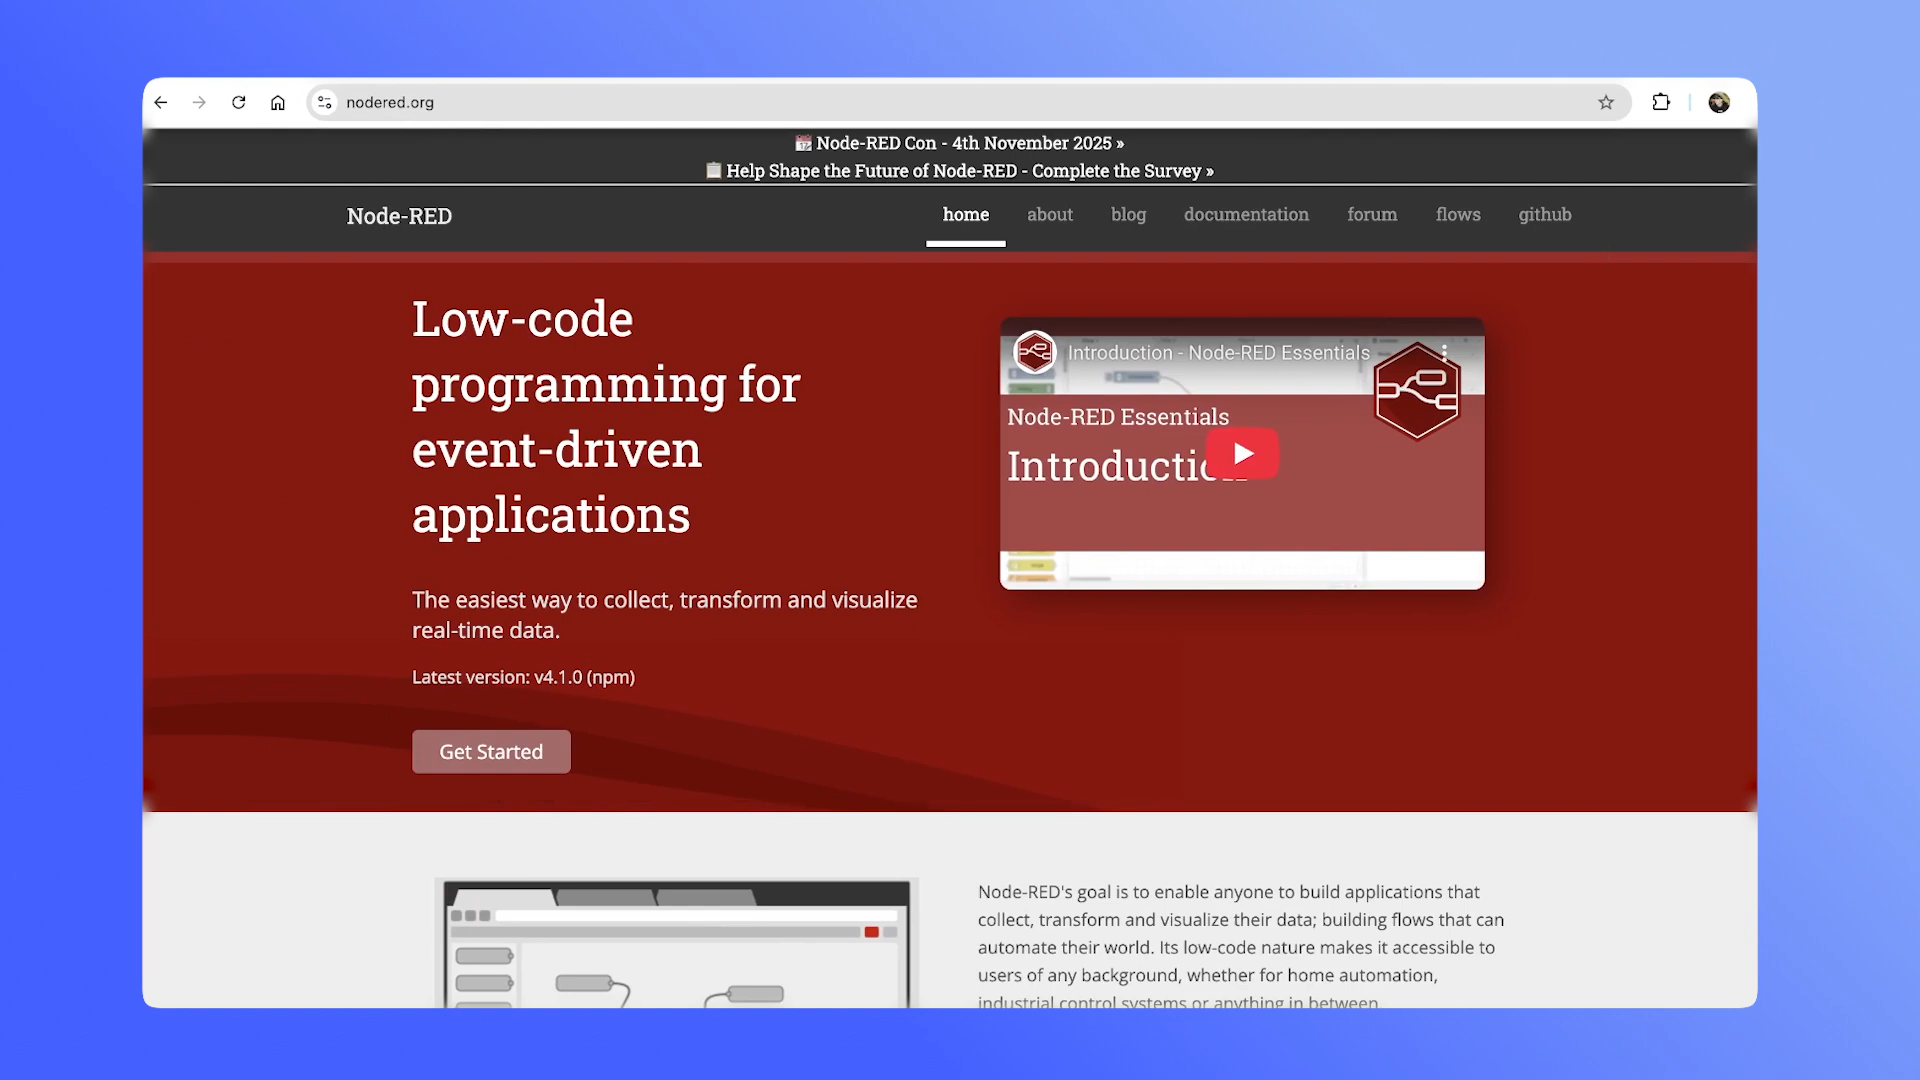 nodered.org
Node-RED Con - 4th November 2025 »
Help Shape the Future of Node-RED - Complete the Survey »
Node-RED
home about blog documentation forum flows github
Low-code
programming for
event-driven
applications
The easiest way to collect, transform and visualize
real-time data.
Latest version: v4.1.0 (npm)
Get Started
Introduction - Node-RED Essentials
Node-RED Essentials
Introduction
Node-RED's goal is to enable anyone to build applications that
collect, transform and visualize their data; building flows that can
automate their world. Its low-code nature makes it accessible to
users of any background, whether for home automation,
industrial control systems or anything in between.